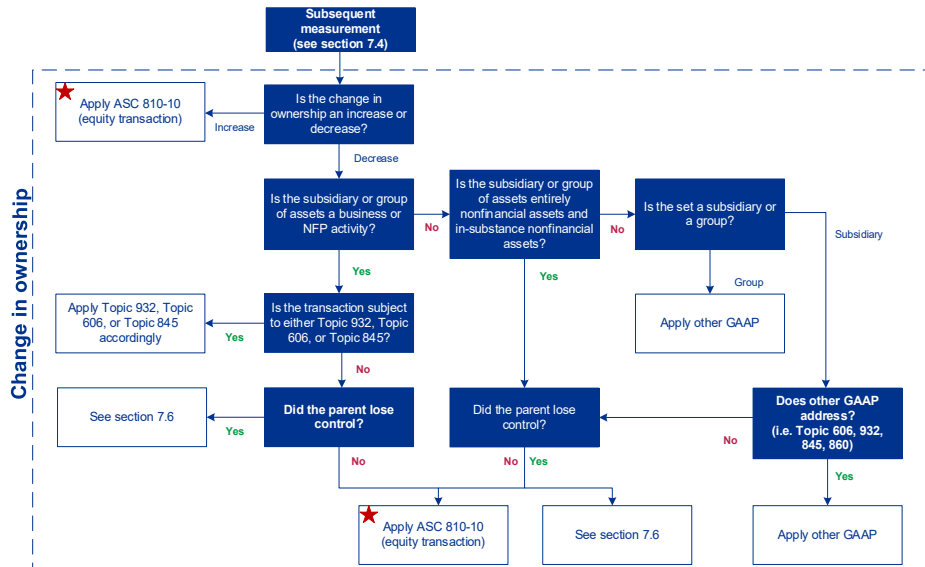 Subsequent
measurement
(see section 7.4)
Change in ownership
Apply ASC 810-10
(equity transaction)
Increase
Is the change in
ownership an increase or
decrease?
Decrease
Is the subsidiary or group
of assets a business or
NFP activity?
No
Yes
Is the subsidiary or group
of assets entirely
nonfinancial assets and
in-substance nonfinancial
assets?
No
Yes
Is the set a subsidiary or
a group?
Subsidiary
Group
Apply other GAAP
Apply Topic 932, Topic
606, or Topic 845
accordingly
Yes
Is the transaction subject
to either Topic 932, Topic
606, or Topic 845?
No
See section 7.6
Yes
Did the parent lose
control?
No
Did the parent lose
control?
No
Yes
No
Does other GAAP
address?
(i.e. Topic 606, 932,
845, 860)
Yes
Apply ASC 810-10
(equity transaction)
See section 7.6
Apply other GAAP